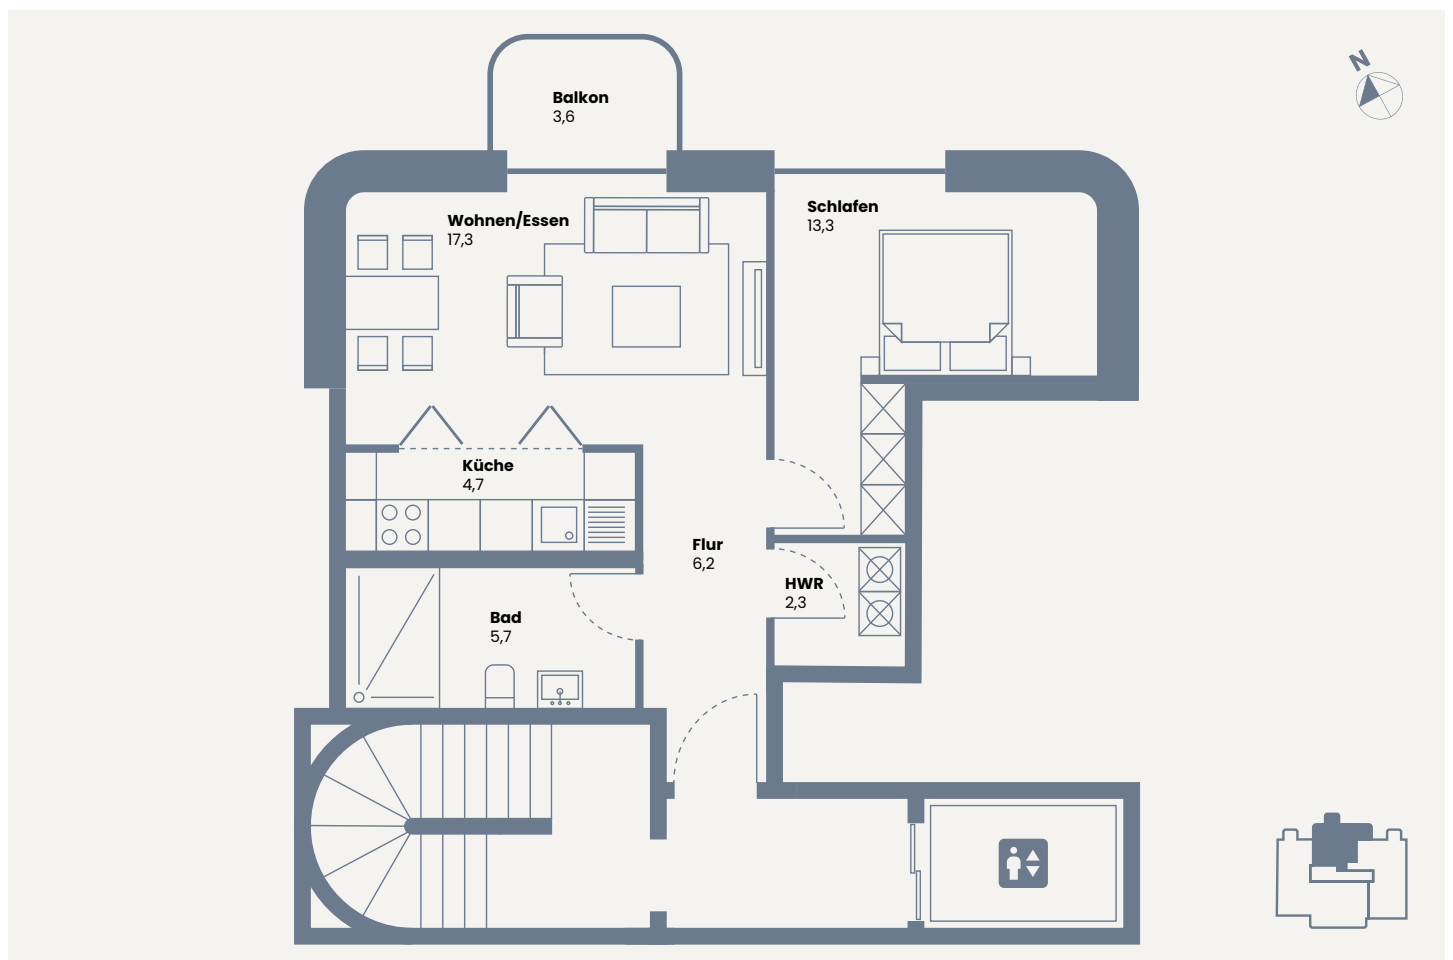 N
Balkon
3,6
Wohnen/Essen
17,3
Schlafen
13,3
Küche
4,7
Flur
6,2
HWR
2,3
Bad
5,7